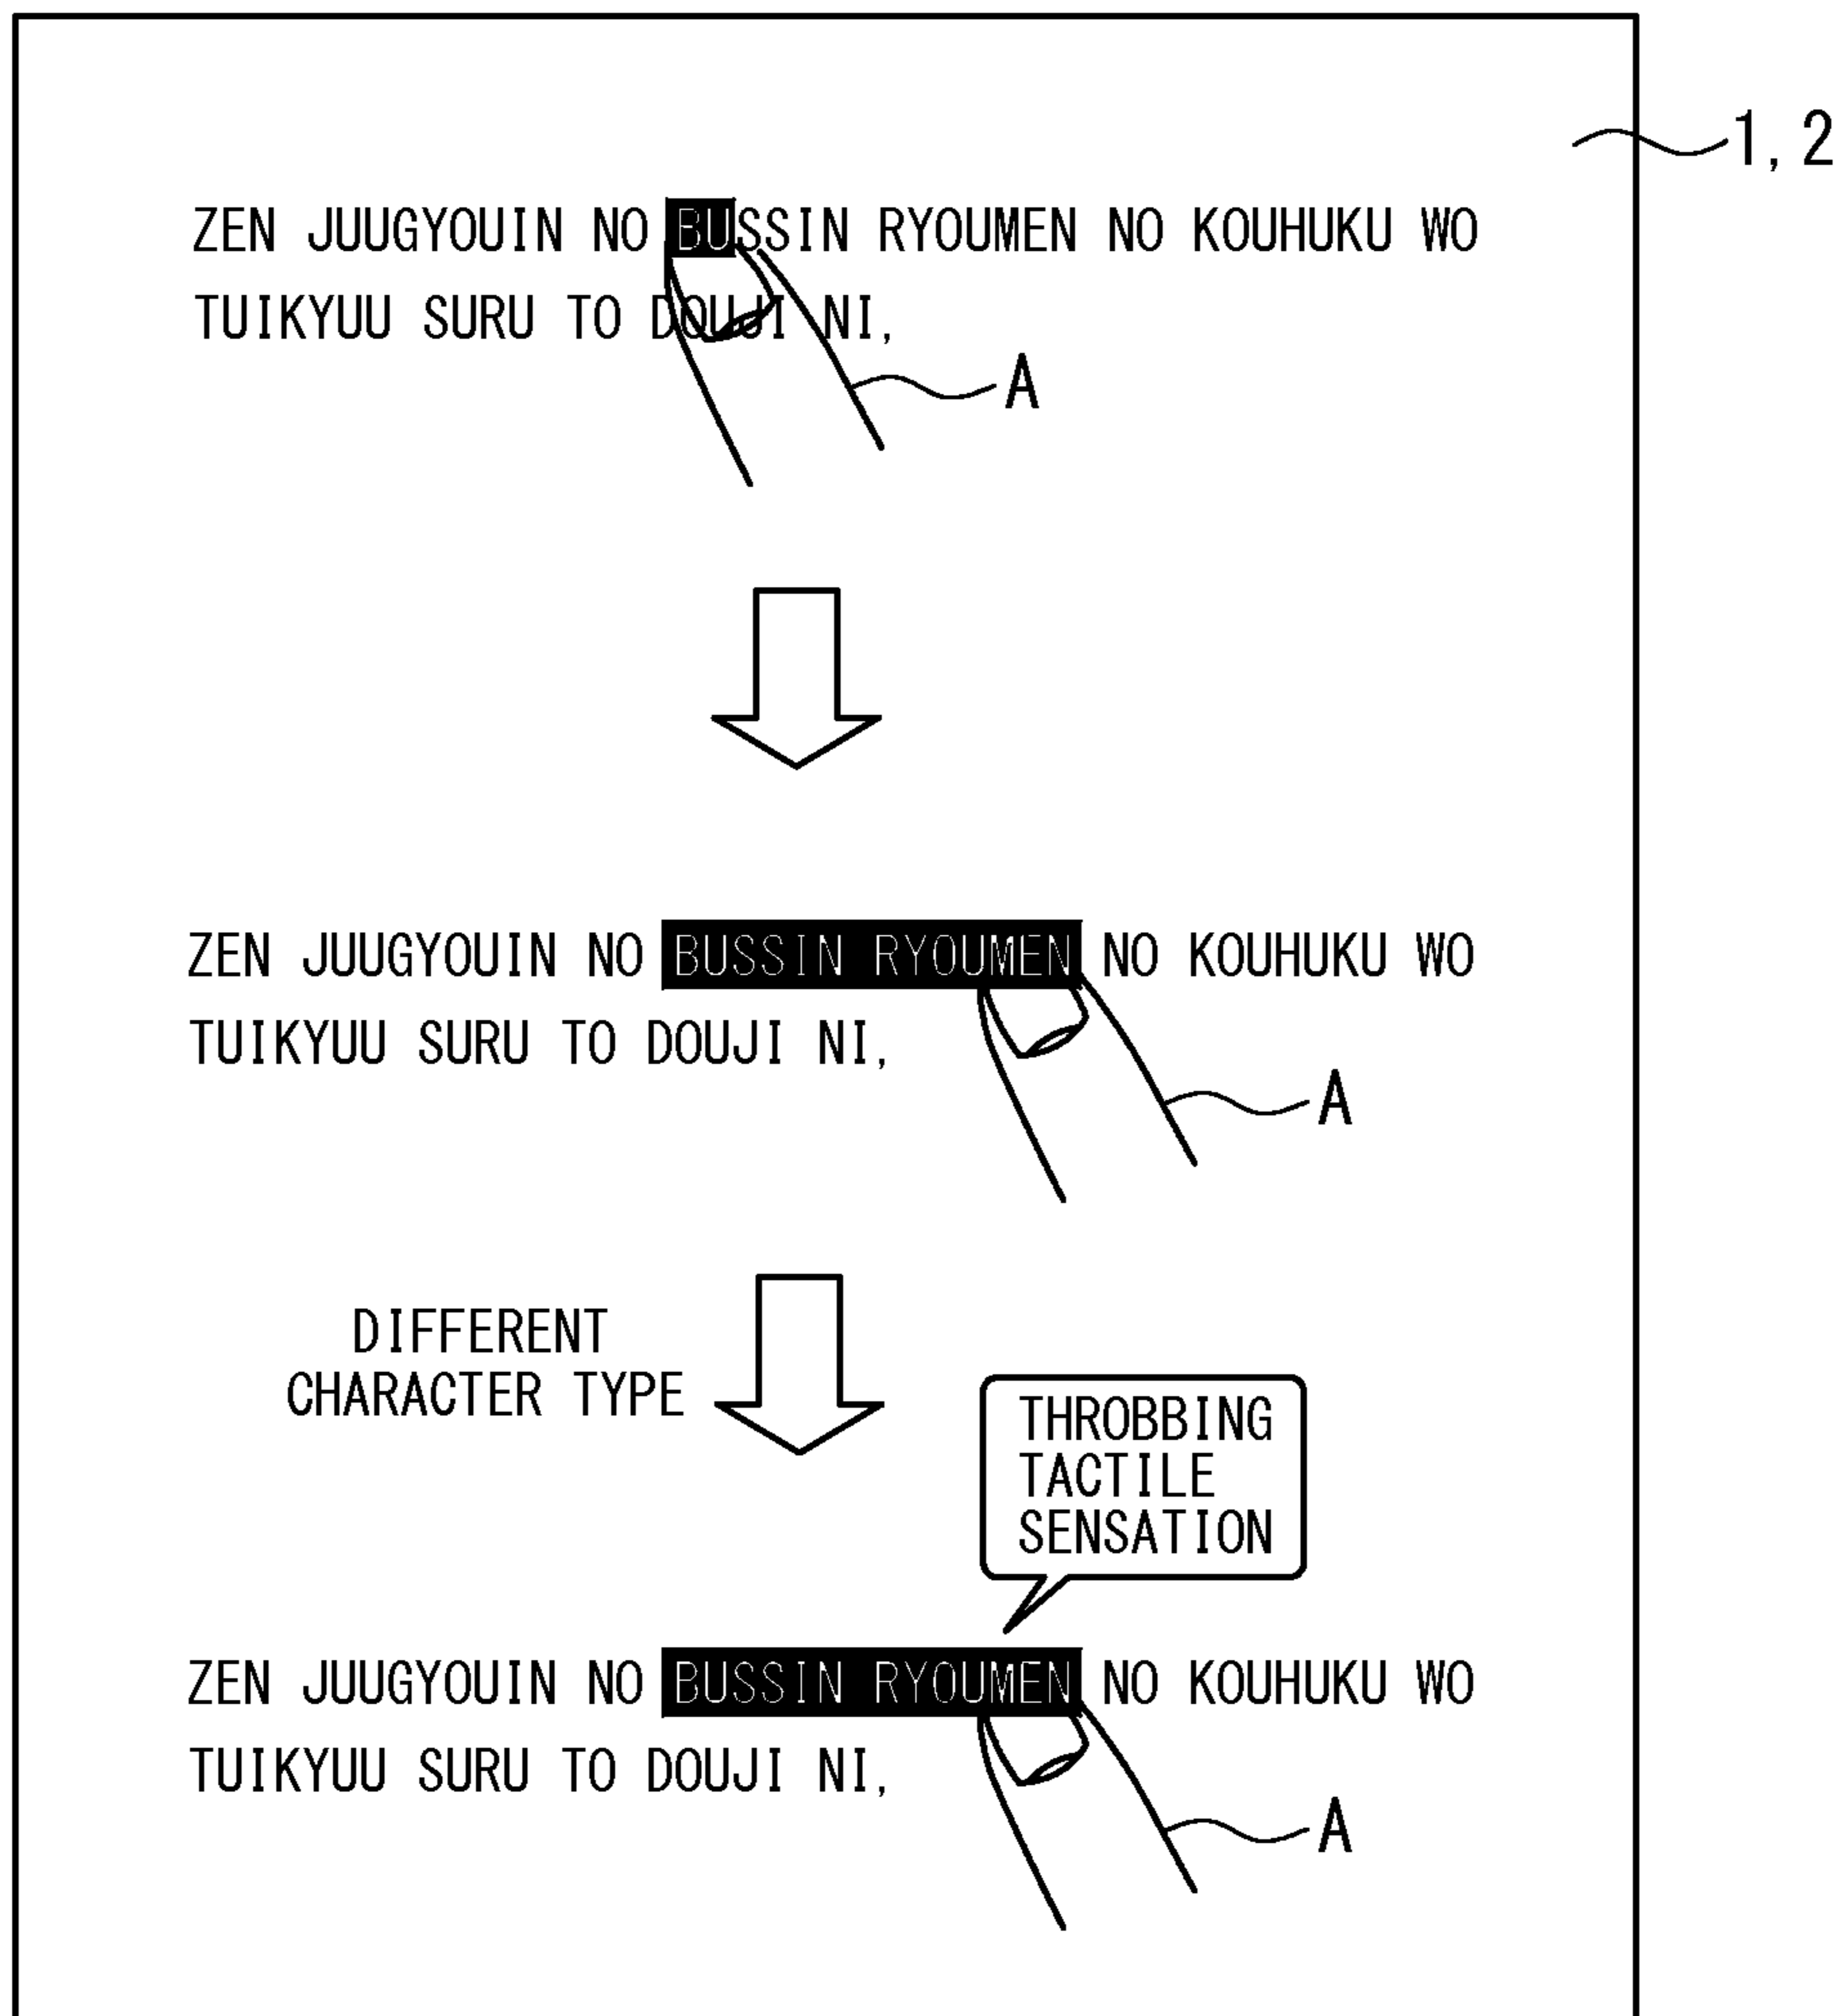 1, 2
ZEN JUUGYOUIN NO BUSSIN RYOUMEN NO KOUHUKU WO
TUIKYUU SURU TO DOUJI NI,
A
ZEN JUUGYOUIN NO BUSSIN RYOUMEN NO KOUHUKU WO
TUIKYUU SURU TO DOUJI NI,
A
DIFFERENT
CHARACTER TYPE
THROBBING
TACTILE
SENSATION
ZEN JUUGYOUIN NO BUSSIN RYOUMEN NO KOUHUKU WO
TUIKYUU SURU TO DOUJI NI,
A